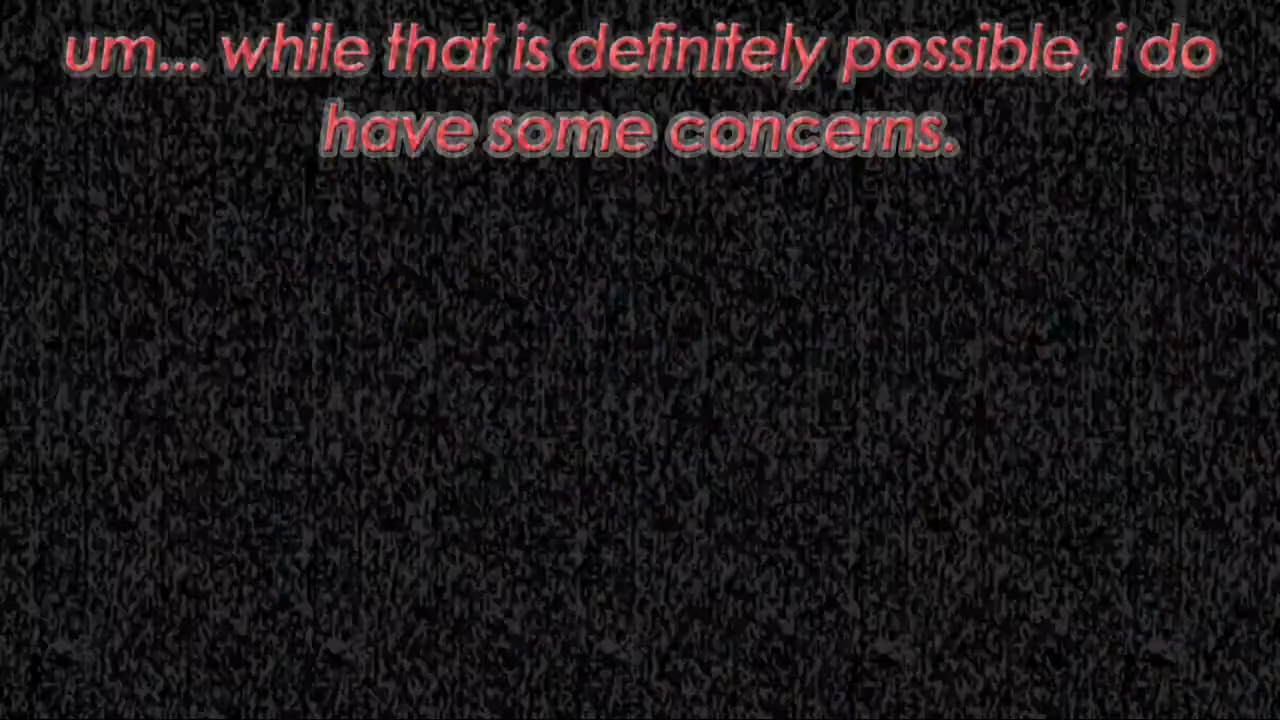 um... while that is definitely possible, i do
have some concerns.